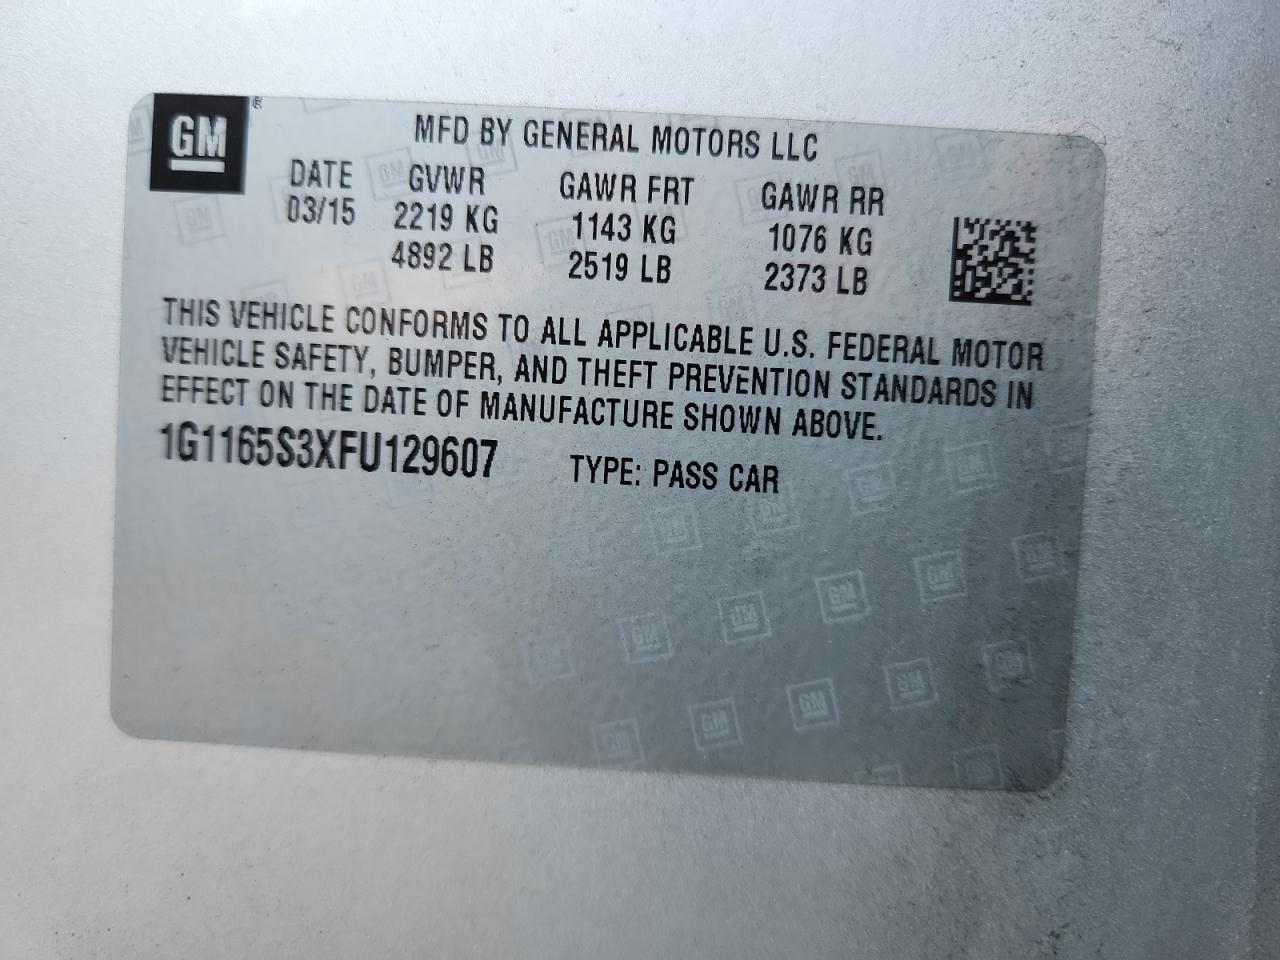 GM ®
MFD BY GENERAL MOTORS LLC
DATE GVWR GAWR FRT GAWR RR
03/15 2219 KG 1143 KG 1076 KG
4892 LB 2519 LB 2373 LB
THIS VEHICLE CONFORMS TO ALL APPLICABLE U.S. FEDERAL MOTOR
VEHICLE SAFETY, BUMPER, AND THEFT PREVENTION STANDARDS IN
EFFECT ON THE DATE OF MANUFACTURE SHOWN ABOVE.
1G1165S3XFU129607 TYPE: PASS CAR